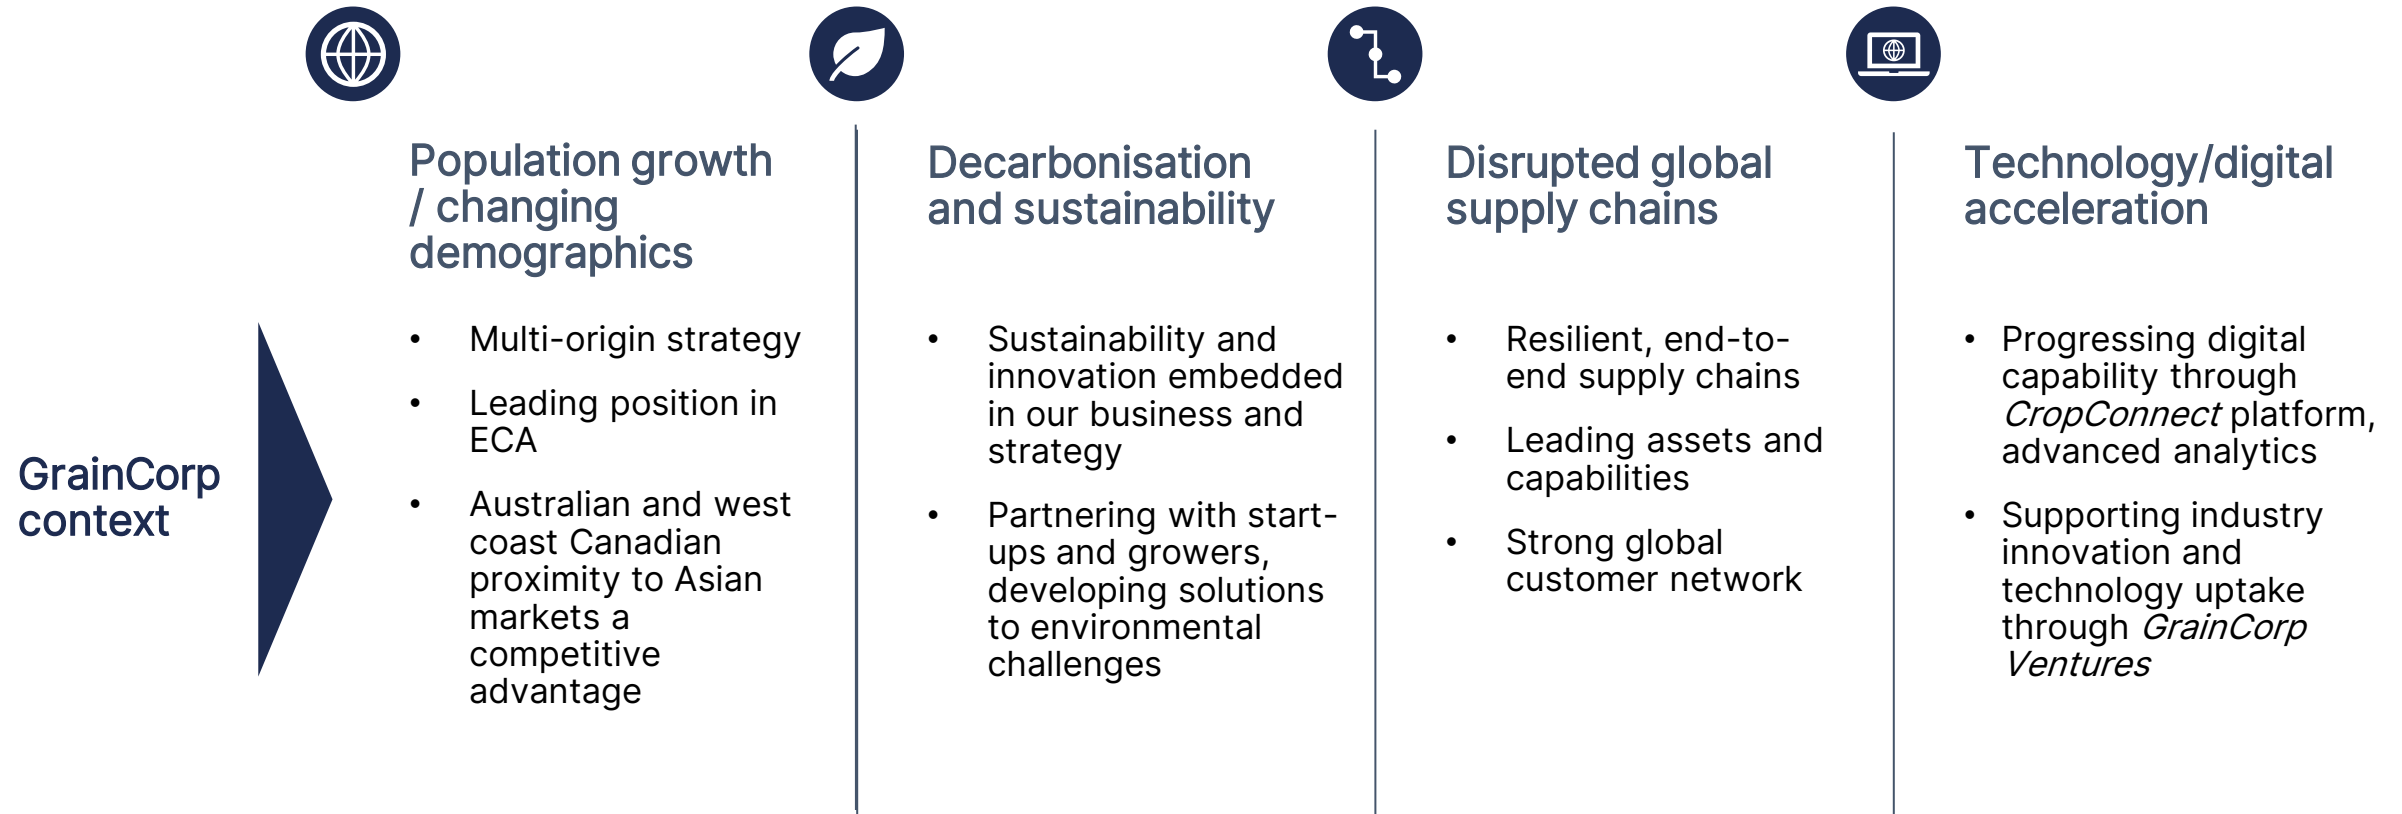 Population growth
/ changing
demographics
Decarbonisation
and sustainability
Disrupted global
supply chains
Technology/digital
acceleration
GrainCorp
context
• Multi-origin strategy
• Leading position in
ECA
• Australian and west
coast Canadian
proximity to Asian
markets a
competitive
advantage
• Sustainability and
innovation embedded
in our business and
strategy
• Partnering with start-
ups and growers,
developing solutions
to environmental
challenges
• Resilient, end-to-
end supply chains
• Leading assets and
capabilities
• Strong global
customer network
• Progressing digital
capability through
CropConnect platform,
advanced analytics
• Supporting industry
innovation and
technology uptake
through GrainCorp
Ventures